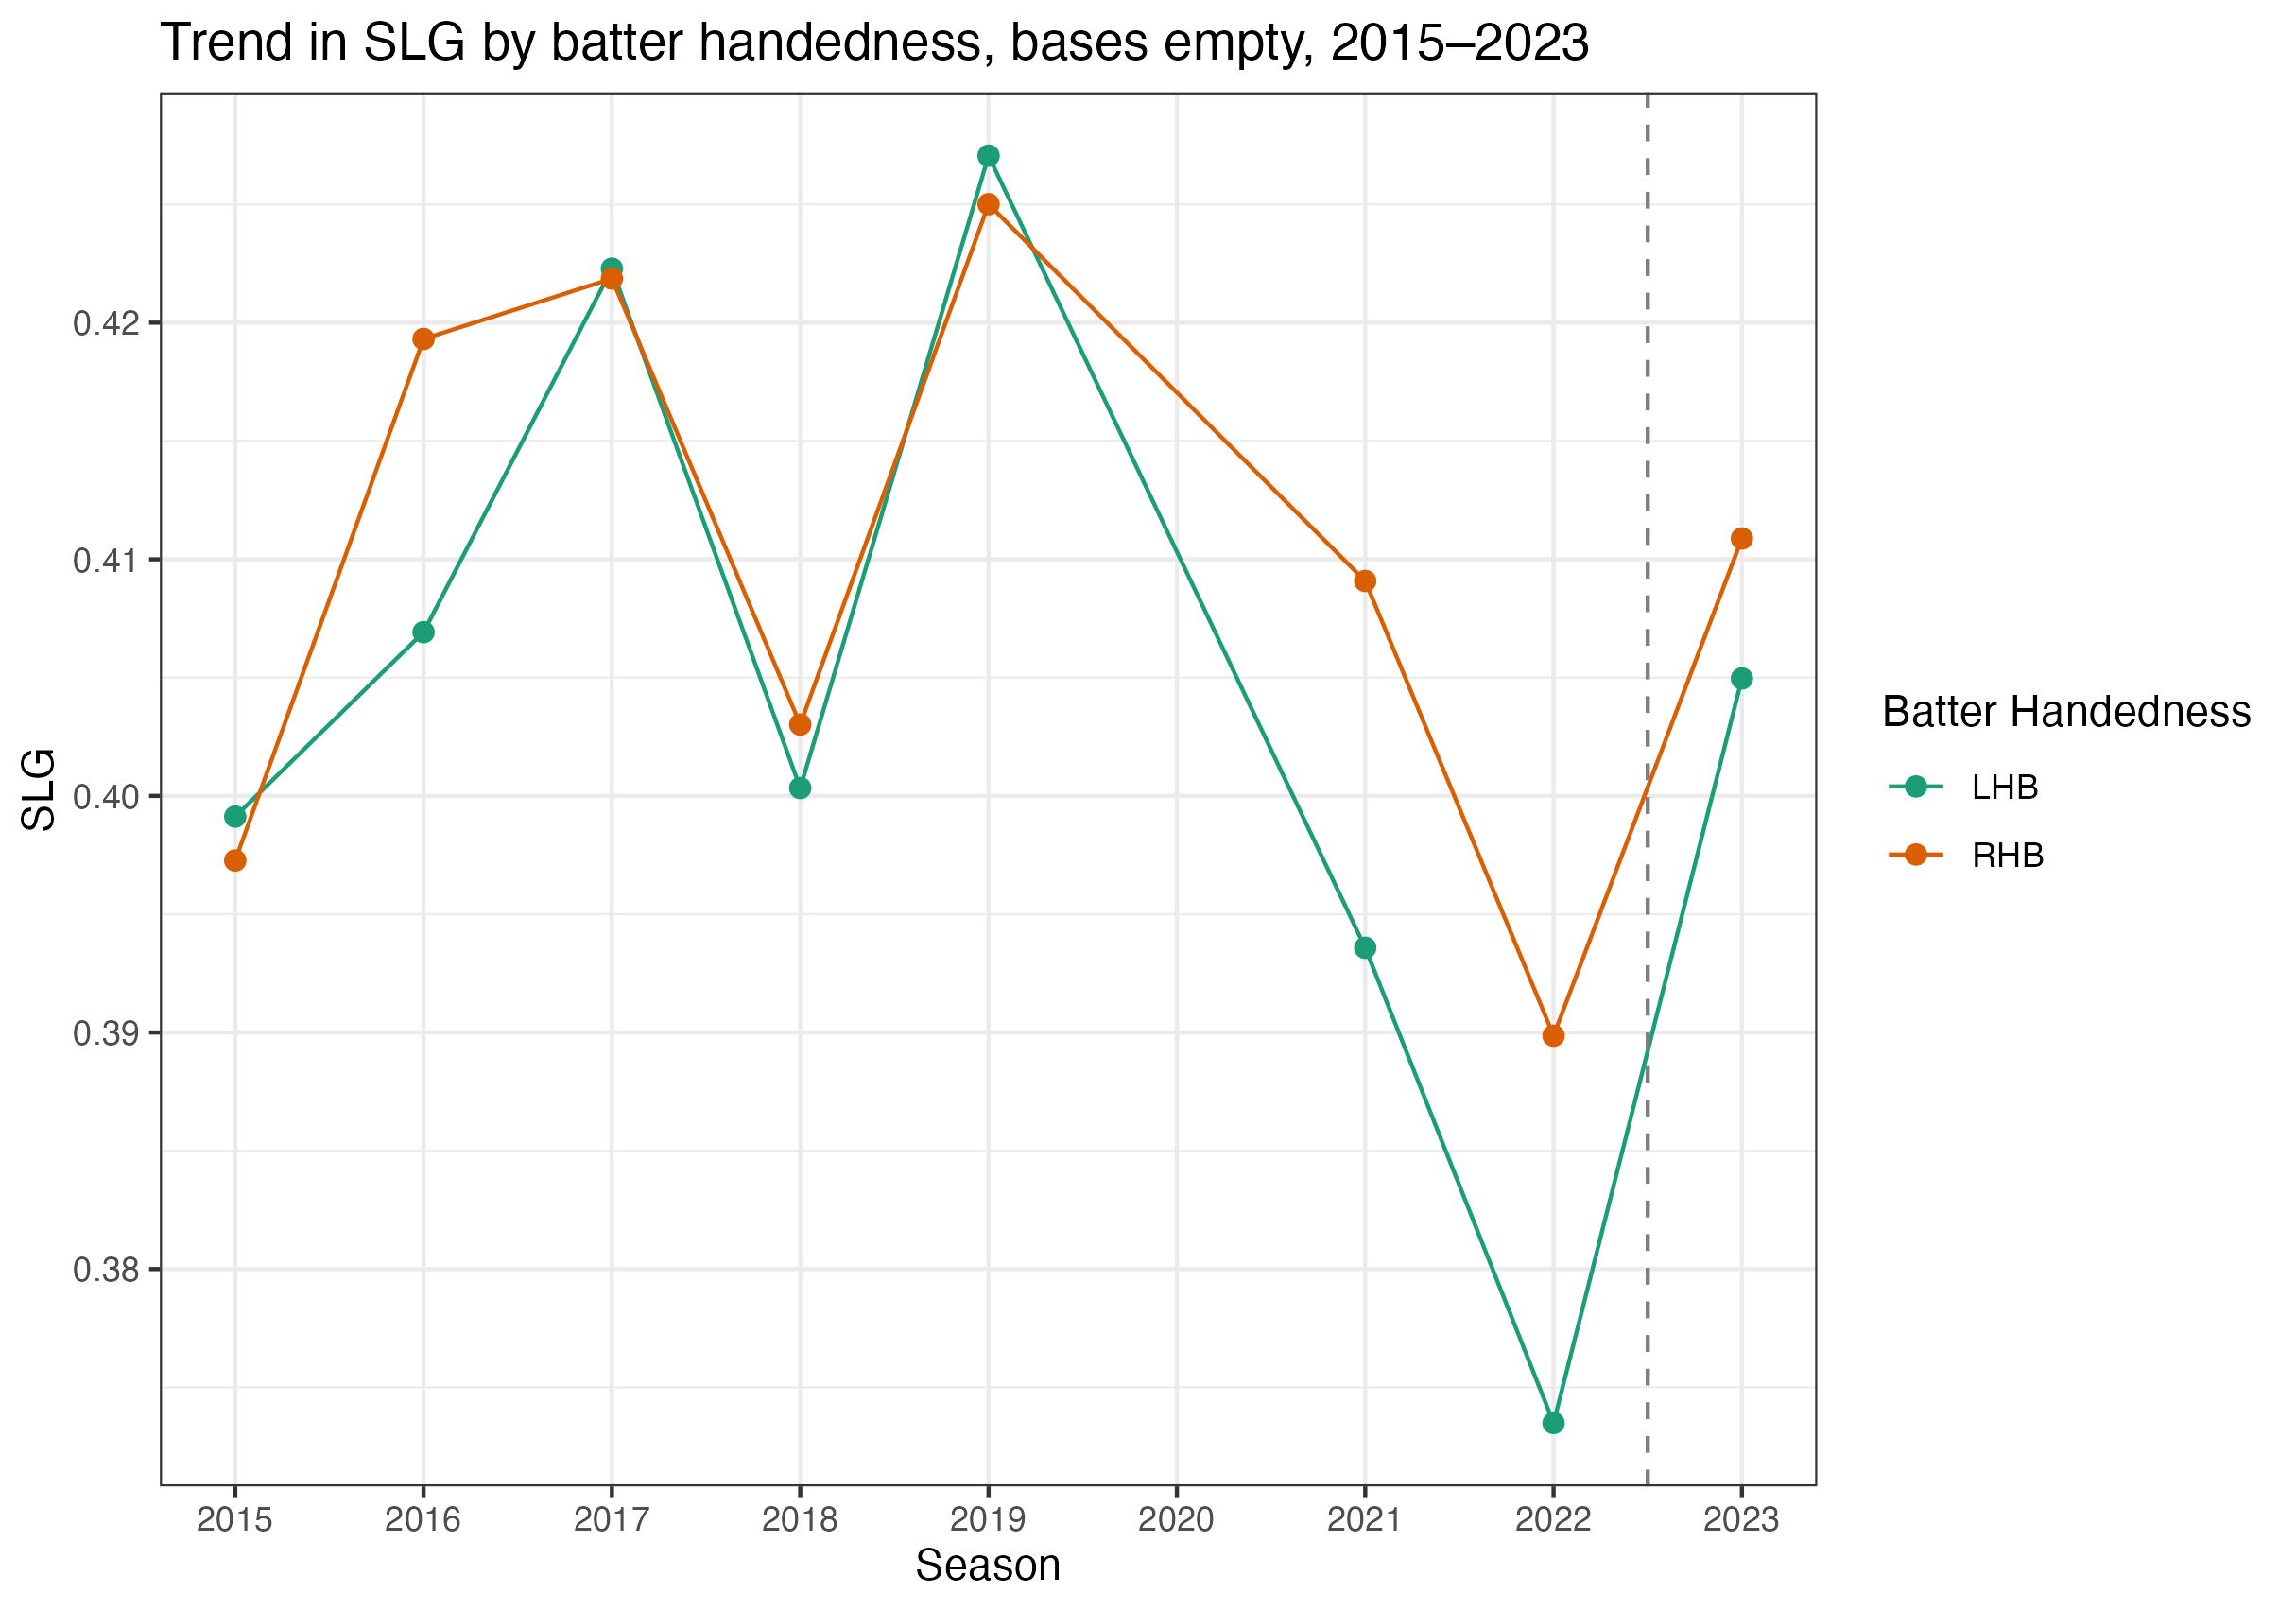 Trend in SLG by batter handedness, bases empty, 2015–2023
SLG
0.42
0.41
0.40
0.39
0.38
2015 2016 2017 2018 2019 2020 2021 2022 2023
Season
Batter Handedness
LHB
RHB